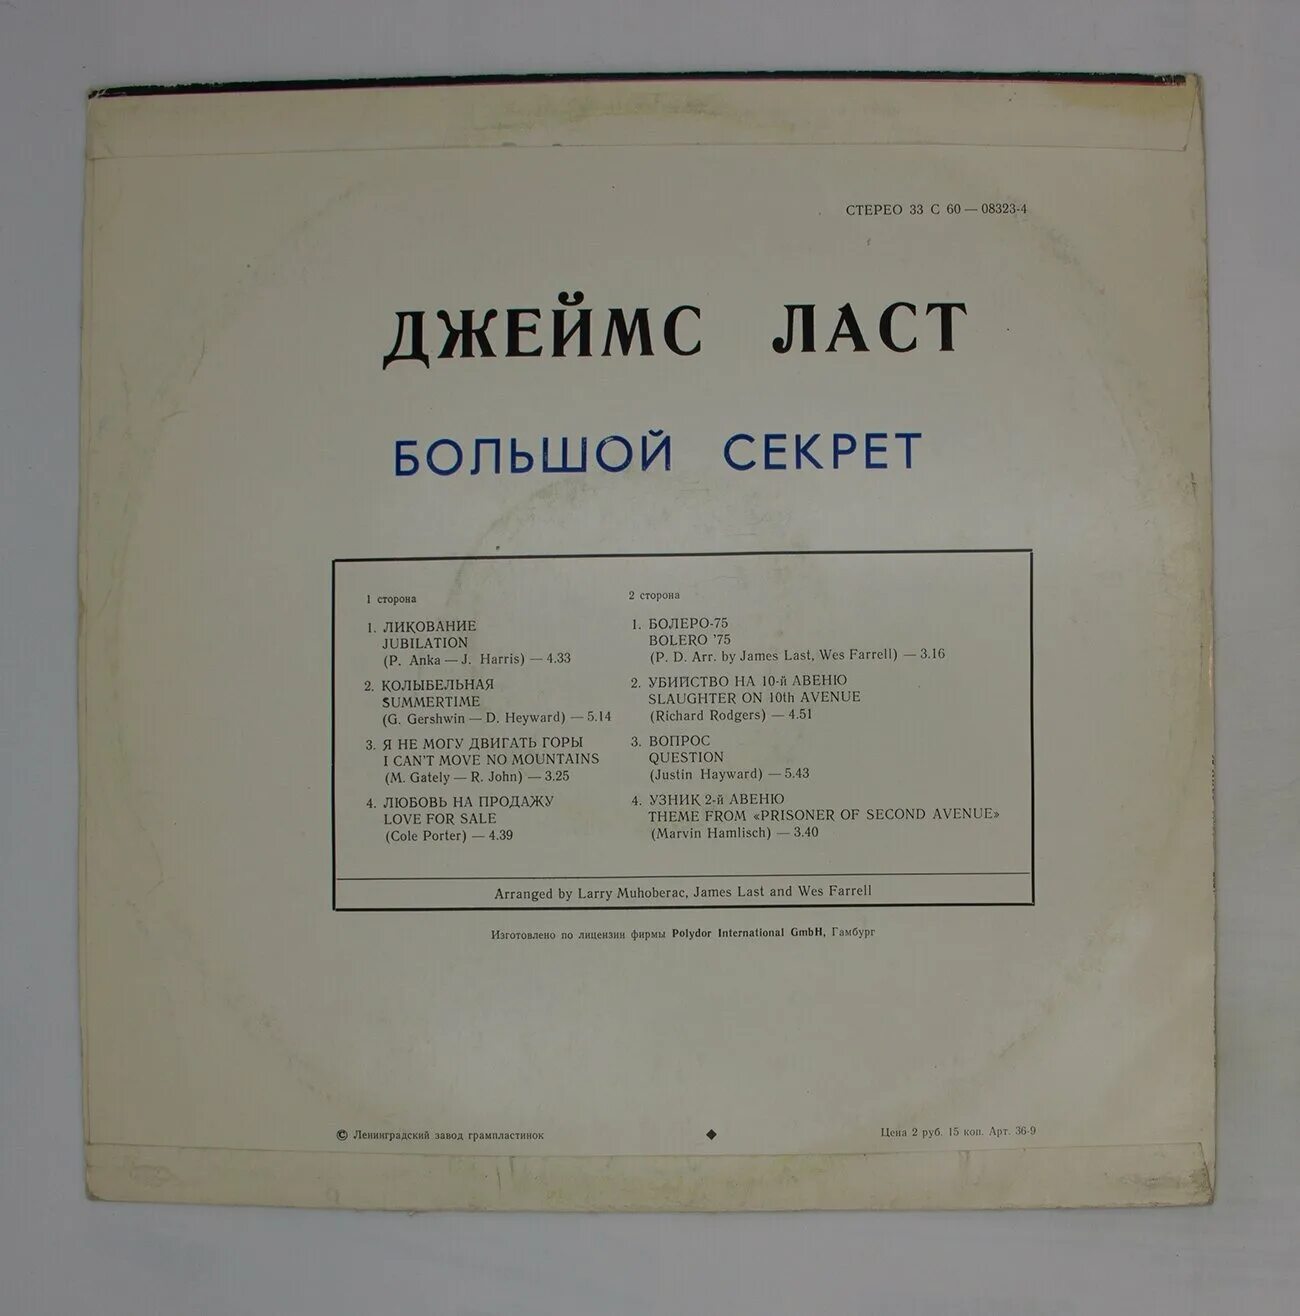 СТЕРЕО 33 С 60 — 08323-4
ДЖЕЙМС ЛАСТ
БОЛЬШОЙ СЕКРЕТ
1 сторона
1. ЛИКОВАНИЕ
JUBILATION
(P. Anka — J. Harris) — 4.33
2. КОЛЫБЕЛЬНАЯ
SUMMERTIME
(G. Gershwin — D. Heyward) — 5.14
3. Я НЕ МОГУ ДВИГАТЬ ГОРЫ
I CAN'T MOVE NO MOUNTAINS
(M. Gately — R. John) — 3.25
4. ЛЮБОВЬ НА ПРОДАЖУ
LOVE FOR SALE
(Cole Porter) — 4.39
2 сторона
1. БОЛЕРО-75
BOLERO '75
(P. D. Arr. by James Last, Wes Farrell) — 3.16
2. УБИЙСТВО НА 10-й АВЕНЮ
SLAUGHTER ON 10th AVENUE
(Richard Rodgers) — 4.51
3. ВОПРОС
QUESTION
(Justin Hayward) — 5.43
4. УЗНИК 2-й АВЕНЮ
THEME FROM «PRISONER OF SECOND AVENUE»
(Marvin Hamlisch) — 3.40
Arranged by Larry Muhoberac, James Last and Wes Farrell
Изготовлено по лицензии фирмы Polydor International GmbH, Гамбург
© Ленинградский завод грампластинок
Цена 2 руб. 15 коп. Арт. 36-9